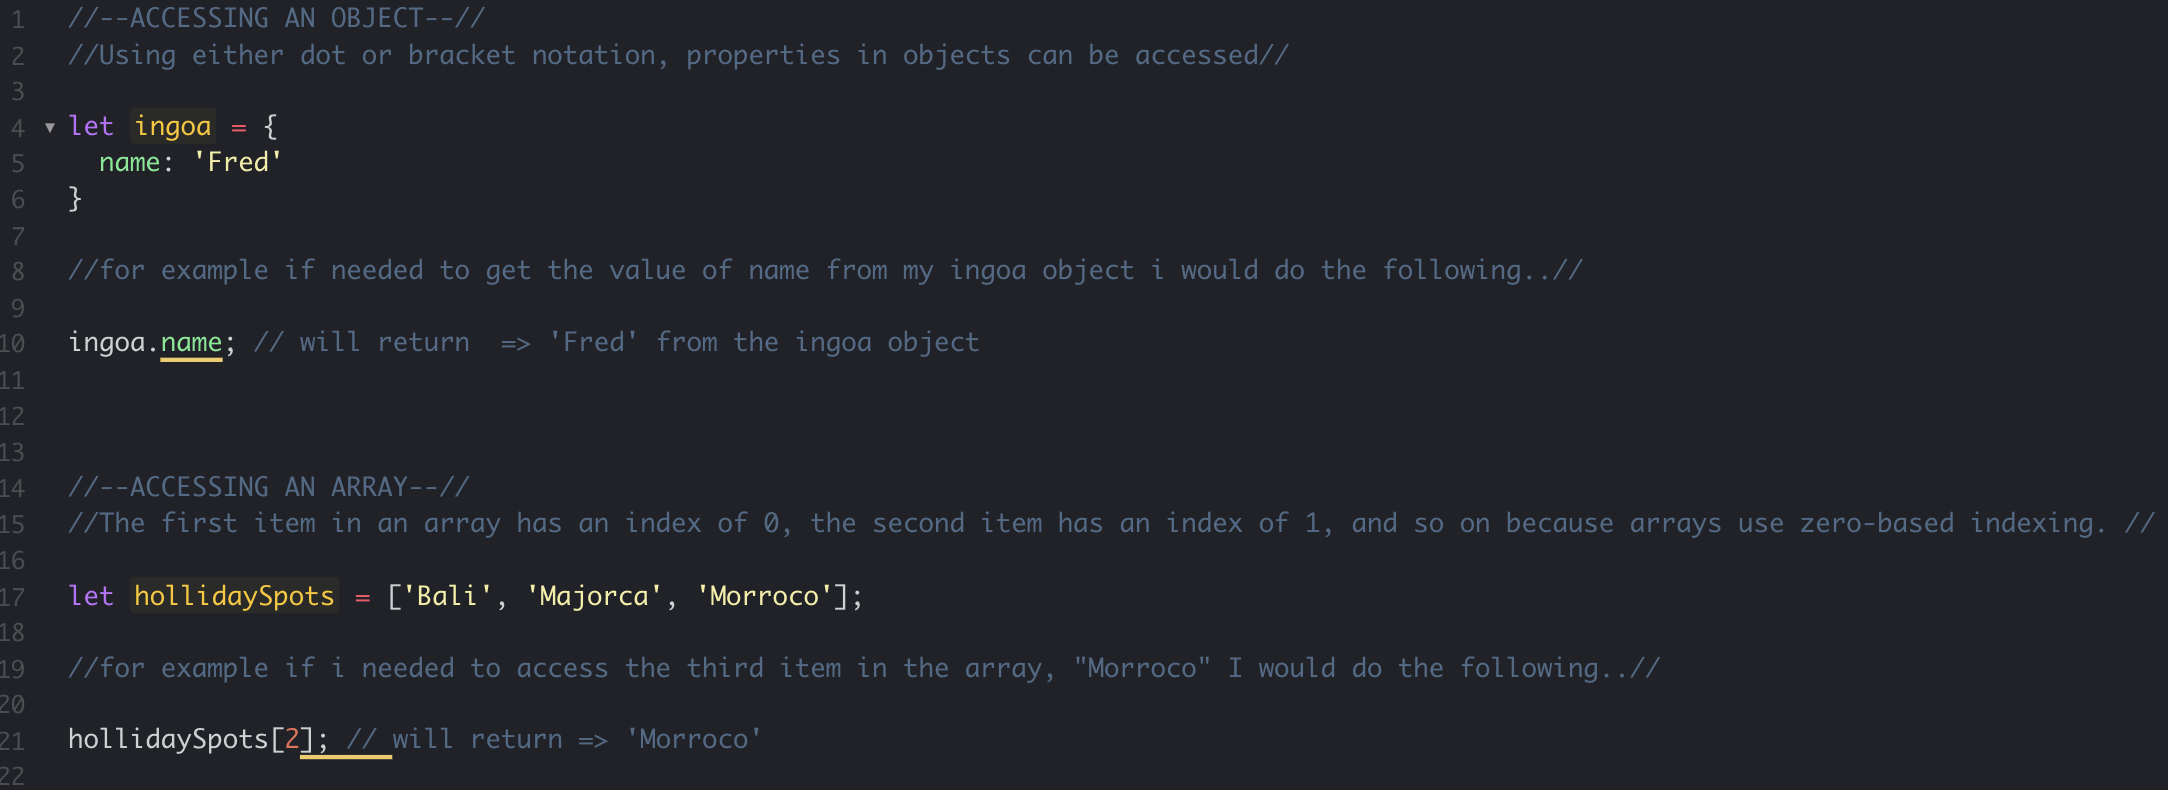 1 //--ACCESSING AN OBJECT--//
2 //Using either dot or bracket notation, properties in objects can be accessed//
3
4 ▼ let ingoa = {
5   name: 'Fred'
6 }
7
8 //for example if needed to get the value of name from my ingoa object i would do the following..//
9
10 ingoa.name; // will return  => 'Fred' from the ingoa object
11
12
13
14 //--ACCESSING AN ARRAY--//
15 //The first item in an array has an index of 0, the second item has an index of 1, and so on because arrays use zero-based indexing. //
16
17 let hollidaySpots = ['Bali', 'Majorca', 'Morroco'];
18
19 //for example if i needed to access the third item in the array, "Morroco" I would do the following..//
20
21 hollidaySpots[2]; // will return => 'Morroco'
22